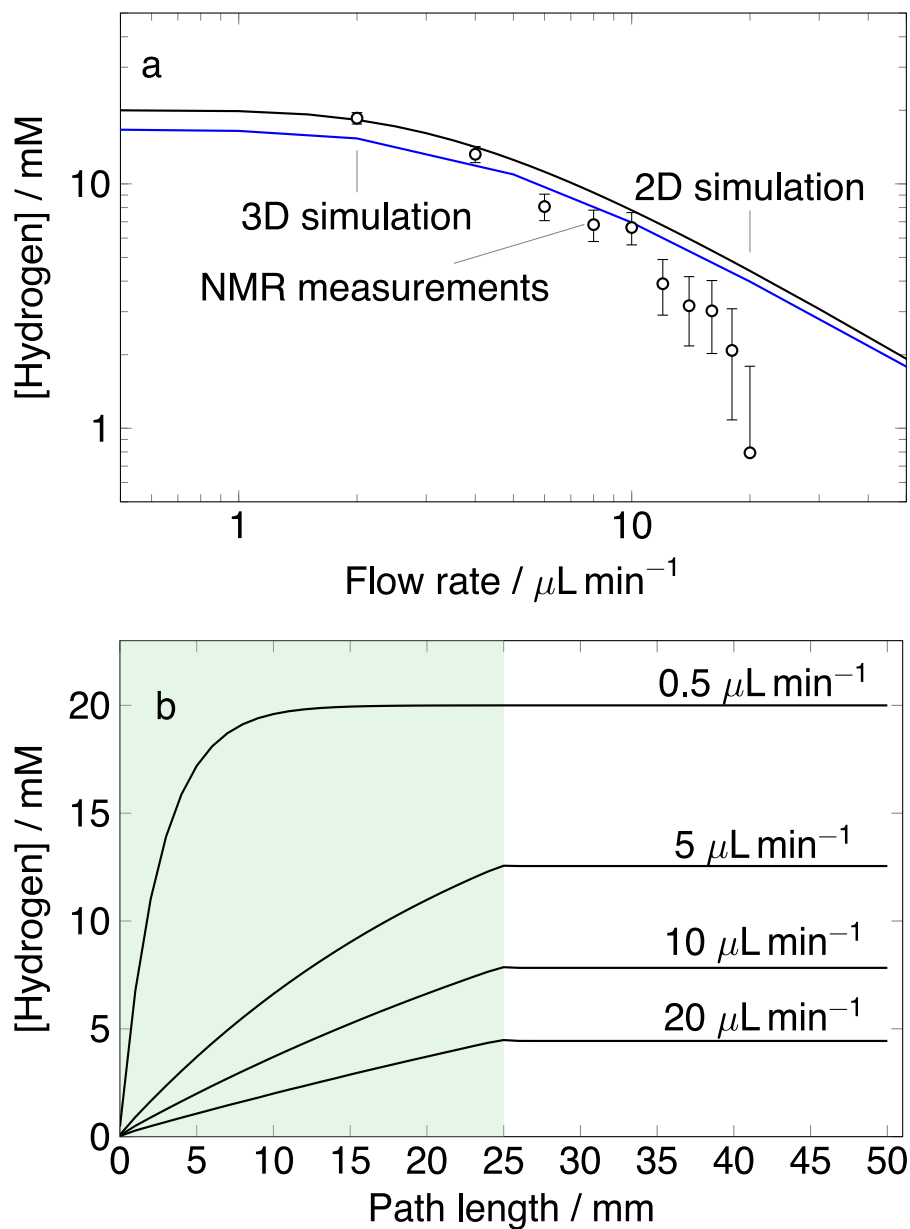 a
[Hydrogen] / mM
10
1
3D simulation
2D simulation
NMR measurements
1
10
Flow rate / μL min⁻¹
b
[Hydrogen] / mM
20
15
10
5
0
0.5 μL min⁻¹
5 μL min⁻¹
10 μL min⁻¹
20 μL min⁻¹
0 5 10 15 20 25 30 35 40 45 50
Path length / mm